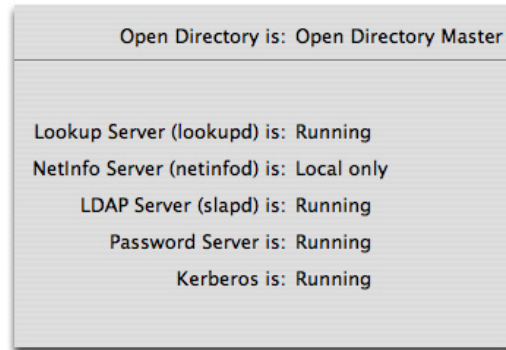 Open Directory is: Open Directory Master
Lookup Server (lookupd) is: Running
NetInfo Server (netinfod) is: Local only
LDAP Server (slapd) is: Running
Password Server is: Running
Kerberos is: Running